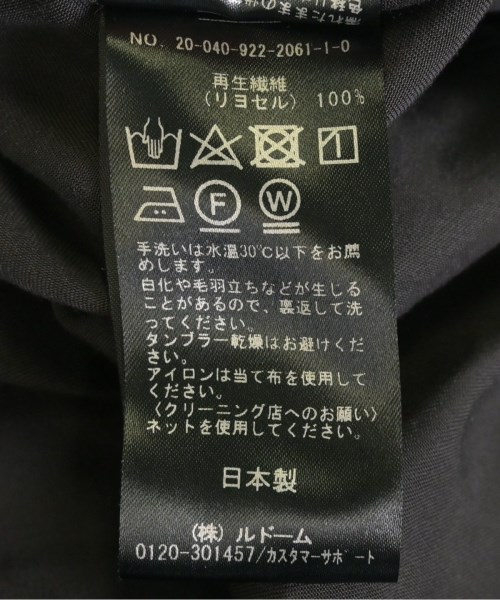 濡れたままの
NO. 20-040-922-2061-1-0
再生繊維
(リヨセル) 100%
F W
手洗いは水温30℃以下をお薦
めします。
白化や毛羽立ちなどが生じる
ことがあるので、裏返して洗
ってください。
タンブラー乾燥はお避けくだ
さい。
アイロンは当て布を使用して
ください。
〈クリーニング店へのお願い〉
ネットを使用してください。
日本製
(株) ルドーム
0120-301457/カスタマーサポート